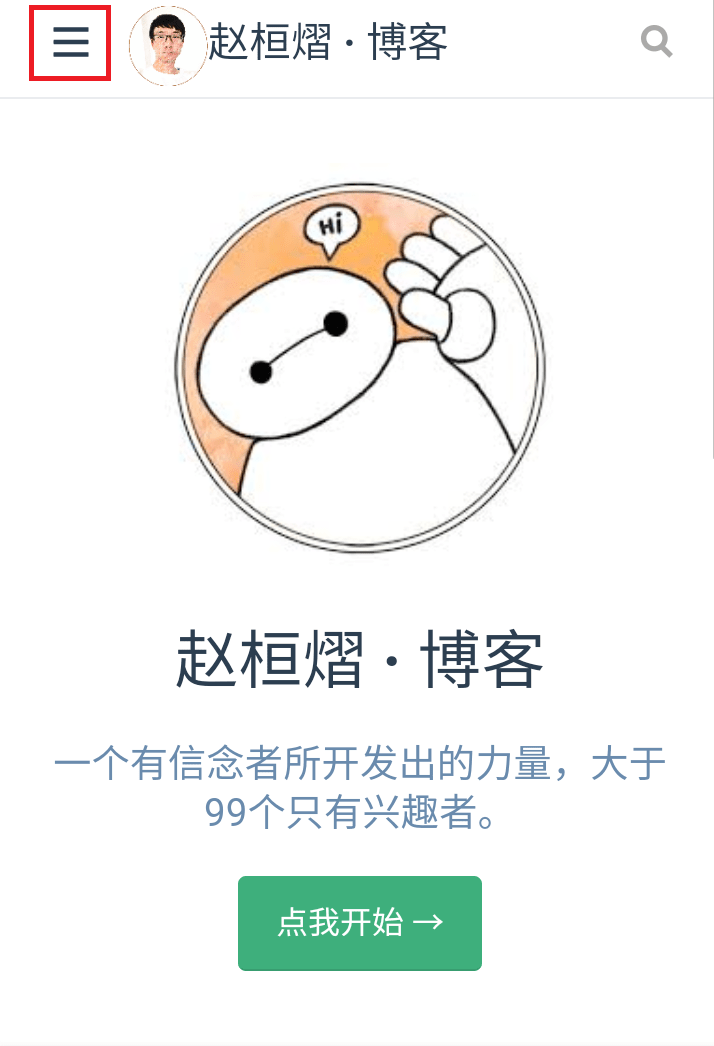 赵桓熠 · 博客
Hi
赵桓熠 · 博客
一个有信念者所开发出的力量，大于
99个只有兴趣者。
点我开始 →